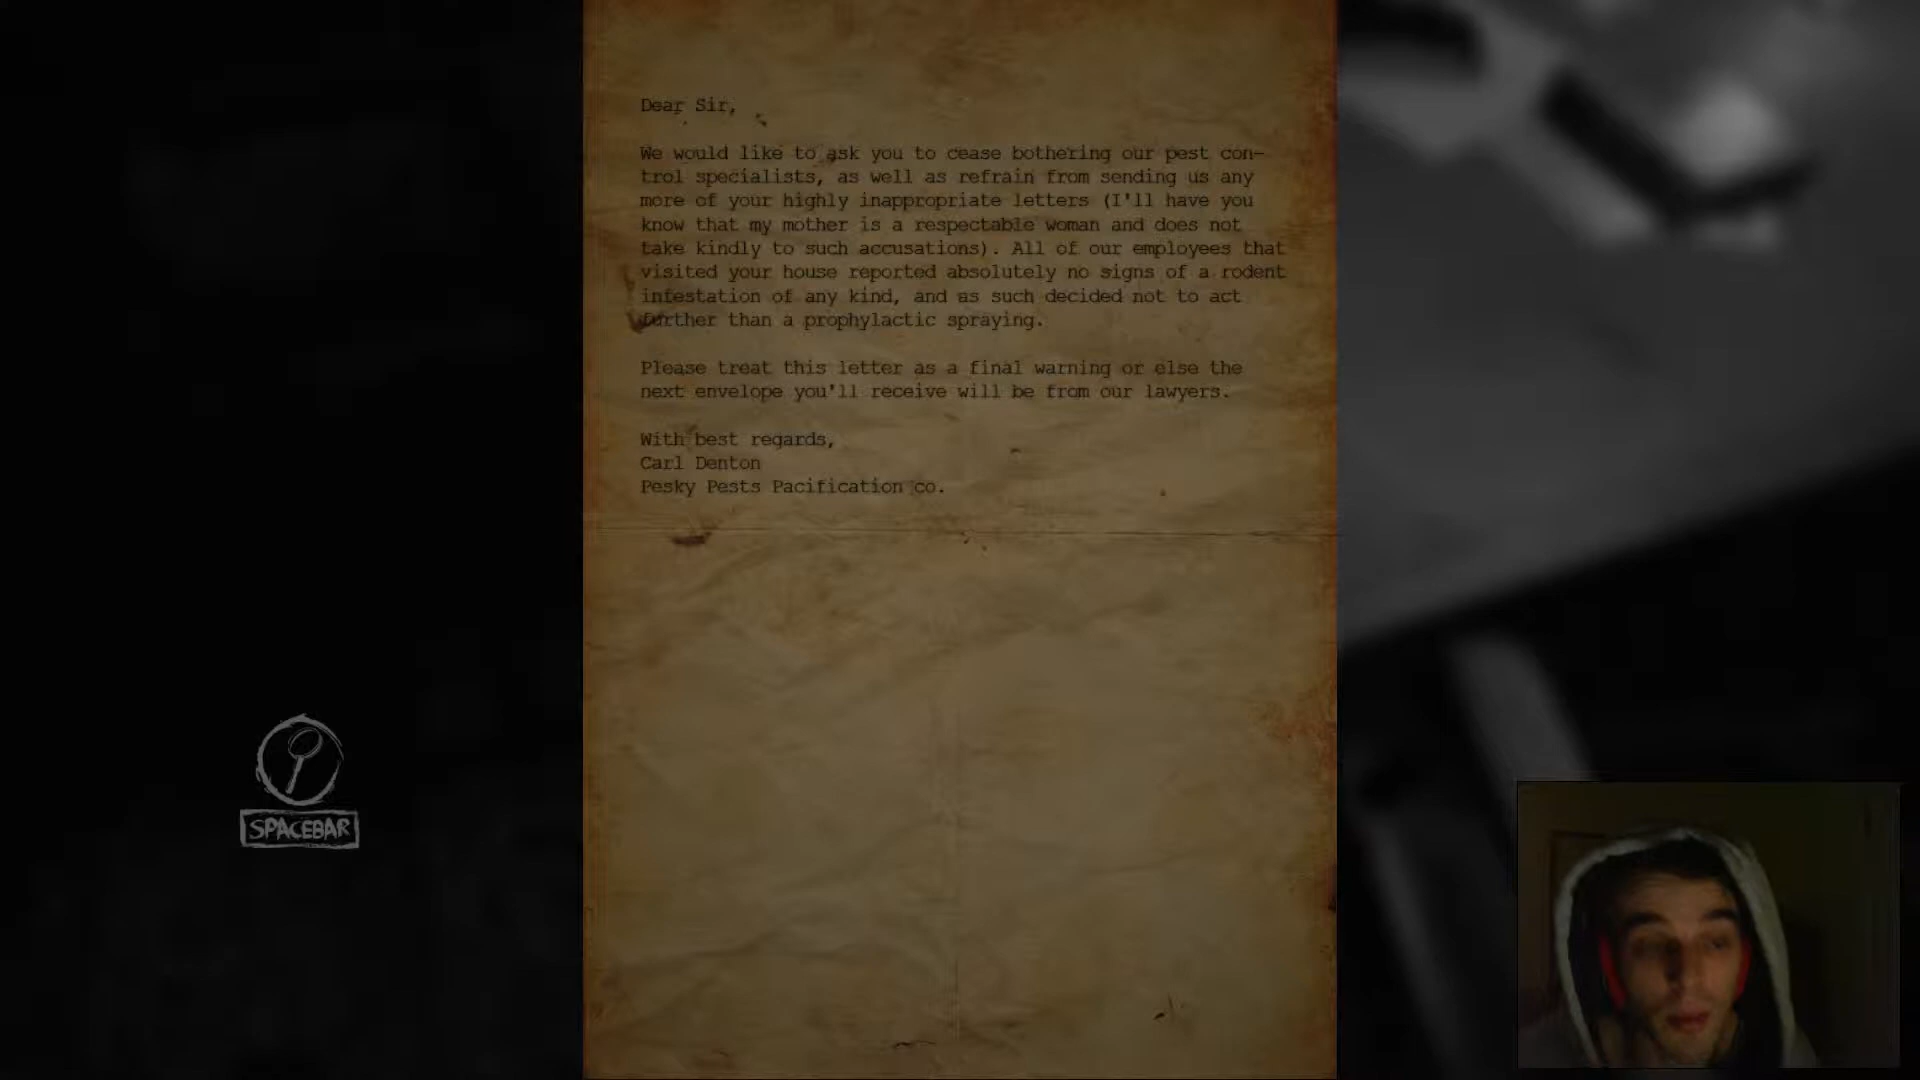 Dear Sir,
We would like to ask you to cease bothering our pest con-
trol specialists, as well as refrain from sending us any
more of your highly inappropriate letters (I'll have you
know that my mother is a respectable woman and does not
take kindly to such accusations). All of our employees that
visited your house reported absolutely no signs of a rodent
infestation of any kind, and as such decided not to act
further than a prophylactic spraying.
Please treat this letter as a final warning or else the
next envelope you'll receive will be from our lawyers.
With best regards,
Carl Denton
Pesky Pests Pacification co.
SPACEBAR